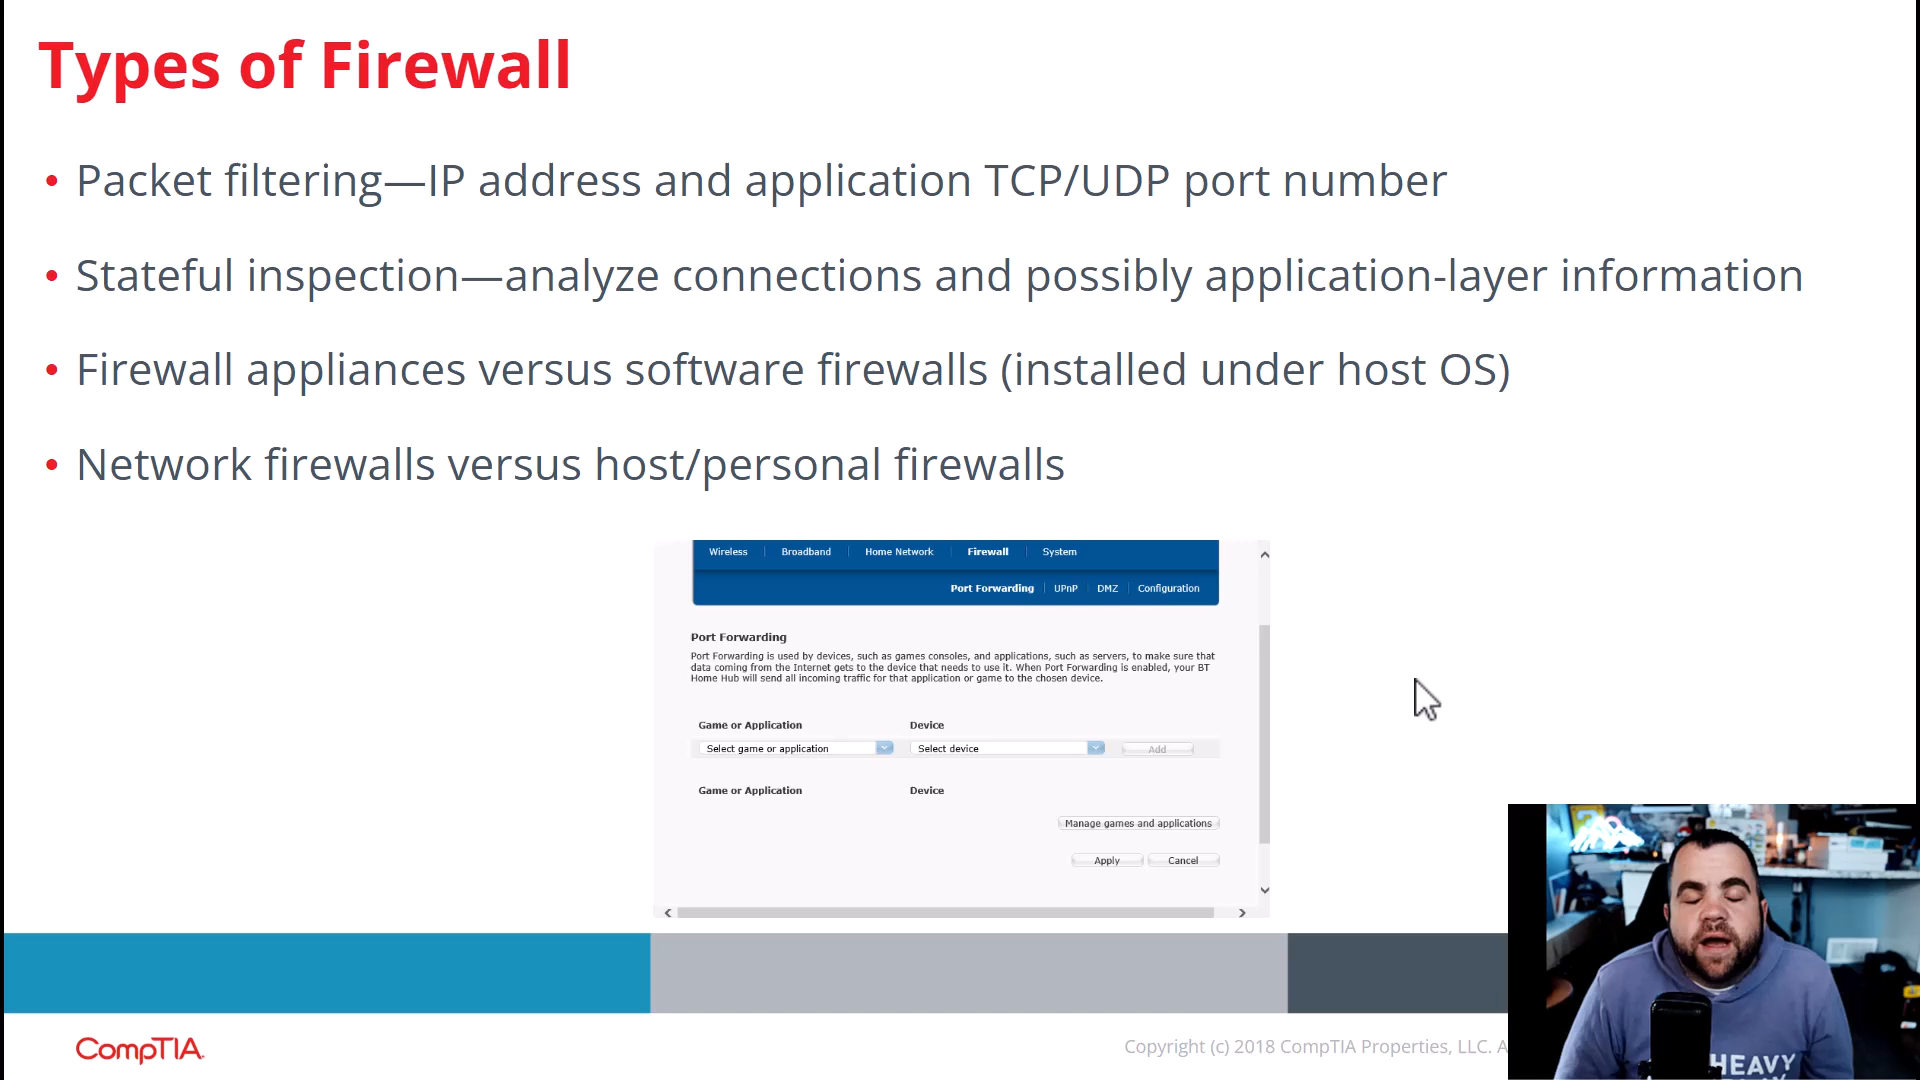 Types of Firewall
• Packet filtering—IP address and application TCP/UDP port number
• Stateful inspection—analyze connections and possibly application-layer information
• Firewall appliances versus software firewalls (installed under host OS)
• Network firewalls versus host/personal firewalls
Wireless | Broadband | Home Network | Firewall | System
Port Forwarding | UPnP | DMZ | Configuration
Port Forwarding
Port Forwarding is used by devices, such as games consoles, and applications, such as servers, to make sure that
data coming from the Internet gets to the device that needs to use it. When Port Forwarding is enabled, your BT
Home Hub will send all incoming traffic for that application or game to the chosen device.
Game or Application Device
Select game or application Select device Add
Game or Application Device
Manage games and applications
Apply Cancel
CompTIA.
Copyright (c) 2018 CompTIA Properties, LLC. A
HEAVY